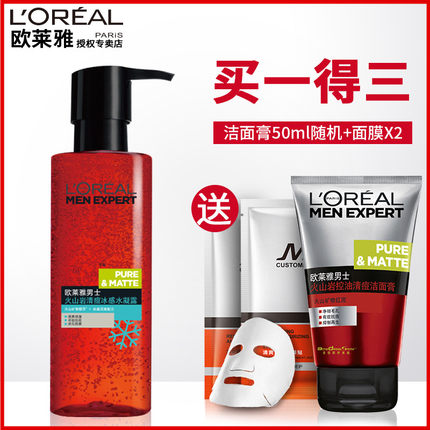 L'ORÉAL
PARIS
欧莱雅 授权专卖店
买一得三
洁面膏50ml随机+面膜X2
L'ORÉAL
MEN EXPERT
PURE
& MATTE
欧莱雅男士
火山岩清痘冰感水凝露
送
CUSTOM
清爽
L'ORÉAL
MEN EXPERT
PURE
& MATTE
欧莱雅男士
火山岩控油清痘洁面膏